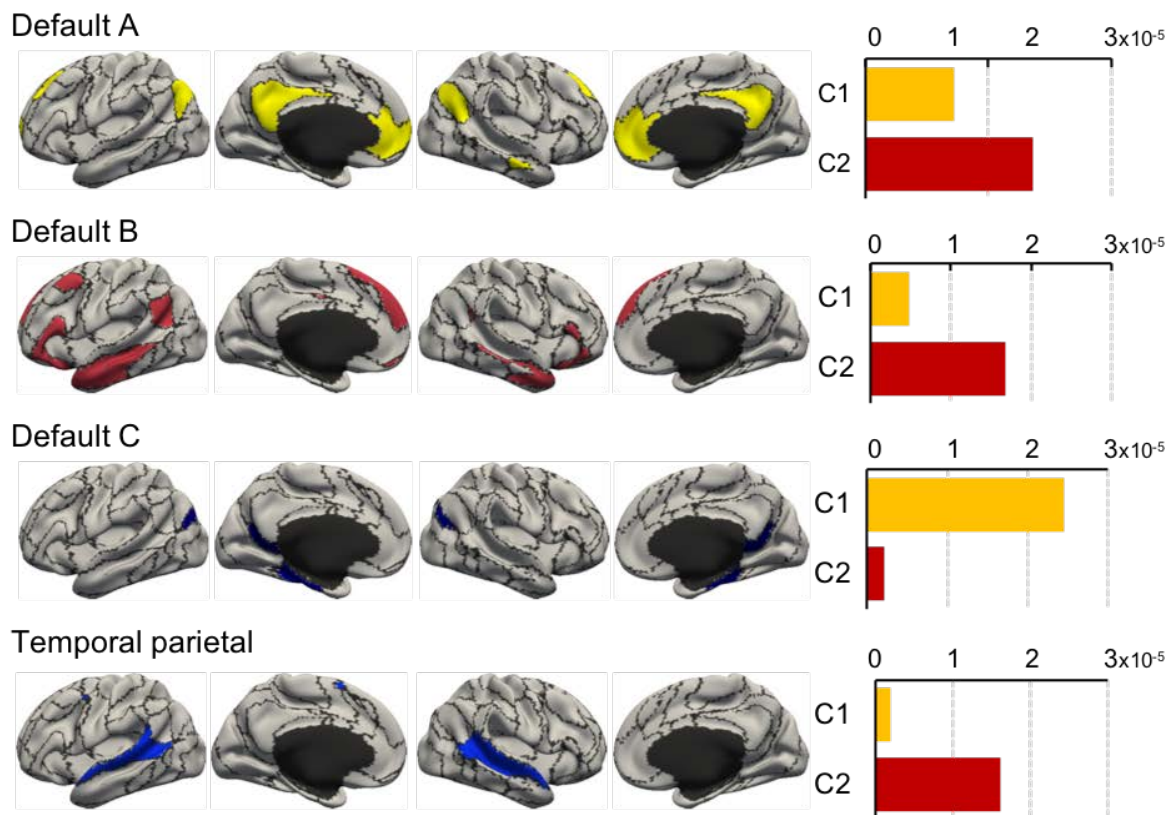 Default A
0 1 2 3x10-5
C1
C2
Default B
0 1 2 3x10-5
C1
C2
Default C
0 1 2 3x10-5
C1
C2
Temporal parietal
0 1 2 3x10-5
C1
C2